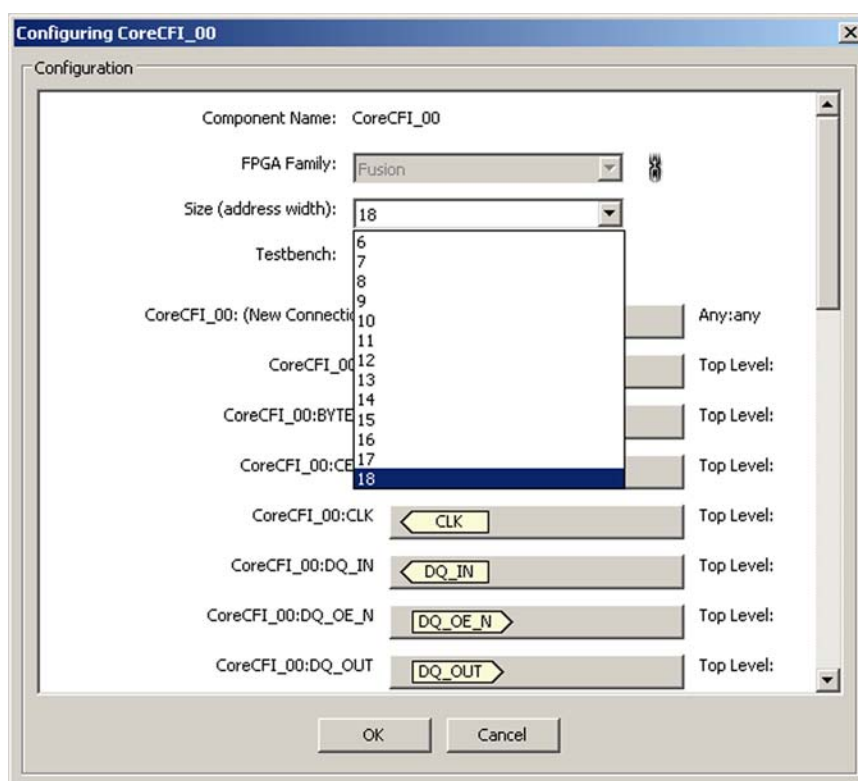 Configuring CoreCFI_00
Configuration
Component Name: CoreCFI_00
FPGA Family: Fusion
Size (address width): 18
6
Testbench:
7
8
9
CoreCFI_00: (New Connecti
10
Any:any
11
CoreCFI_00
12
Top Level:
13
14
CoreCFI_00:BYTE
15
Top Level:
16
CoreCFI_00:CE
17
Top Level:
18
CoreCFI_00:CLK CLK Top Level:
CoreCFI_00:DQ_IN DQ_IN Top Level:
CoreCFI_00:DQ_OE_N DQ_OE_N Top Level:
CoreCFI_00:DQ_OUT DQ_OUT Top Level:
OK Cancel